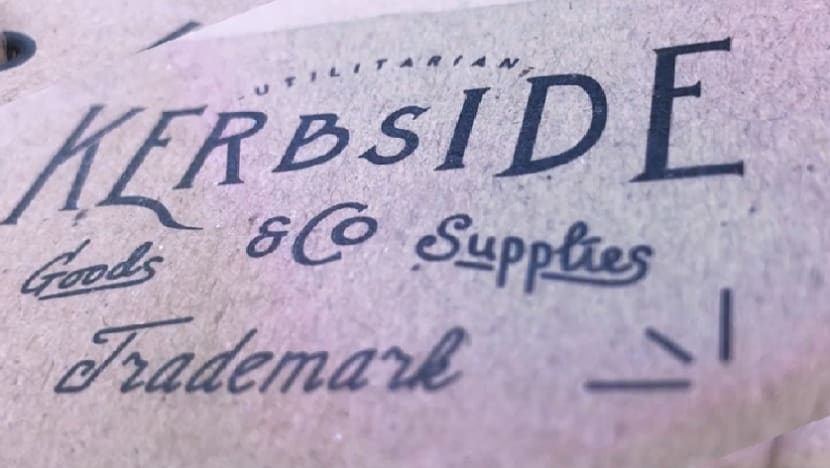 UTILITARIAN
KERBSIDE
Goods &Co Supplies
Trademark